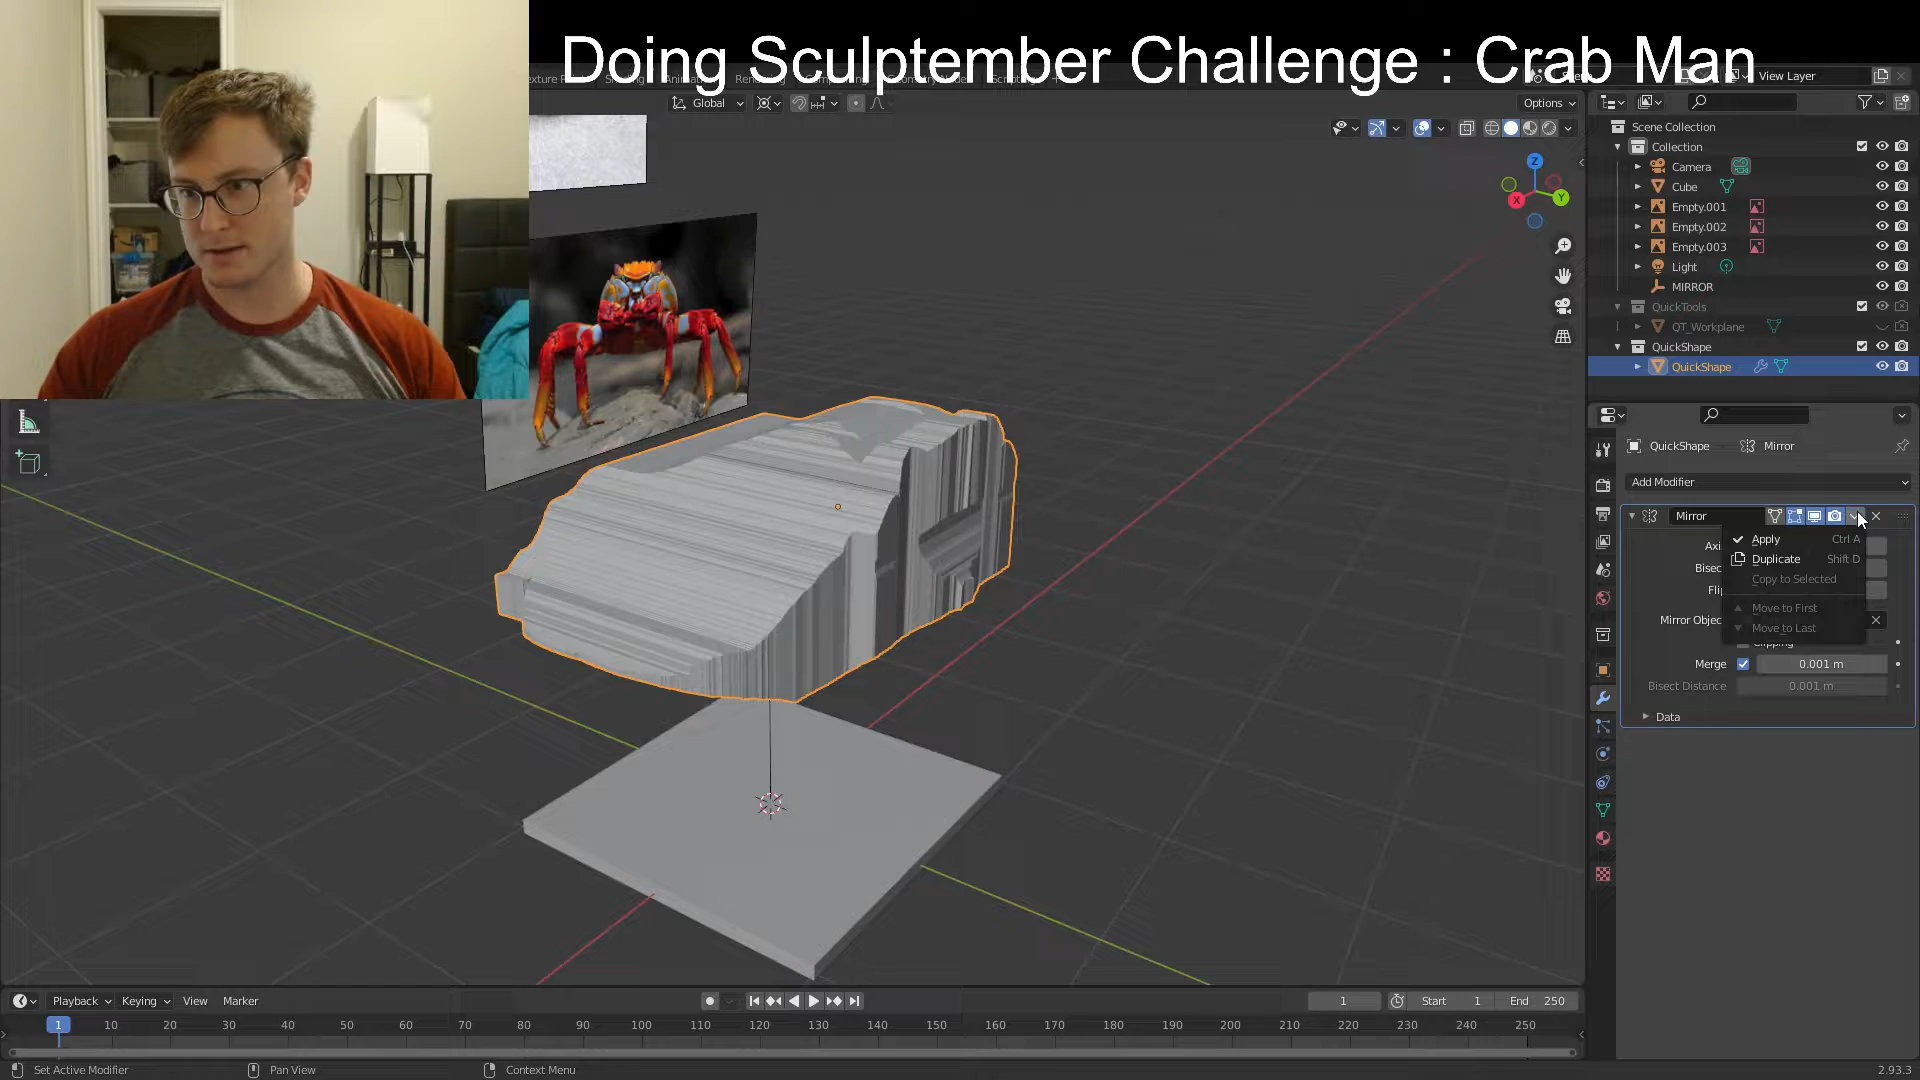 Doing Sculptember Challenge : Crab Man
View Layer
Global
Options
Scene Collection
Collection
Camera
Cube
Empty.001
Empty.002
Empty.003
Light
MIRROR
QuickTools
QT_Workplane
QuickShape
QuickShape
Z
Y
X
QuickShape
Mirror
Add Modifier
Mirror
Apply
Ctrl A
Duplicate
Shift D
Copy to Selected
Move to First
Move to Last
Axi
Bisec
Flip
Mirror Objec
Clipping
Merge
0.001 m
Bisect Distance
0.001 m
Data
Playback
Keying
View
Marker
1
Start 1
End 250
1 10 20 30 40 50 60 70 80 90 100 110 120 130 140 150 160 170 180 190 200 210 220 230 240 250
Set Active Modifier
Pan View
Context Menu
2.93.3